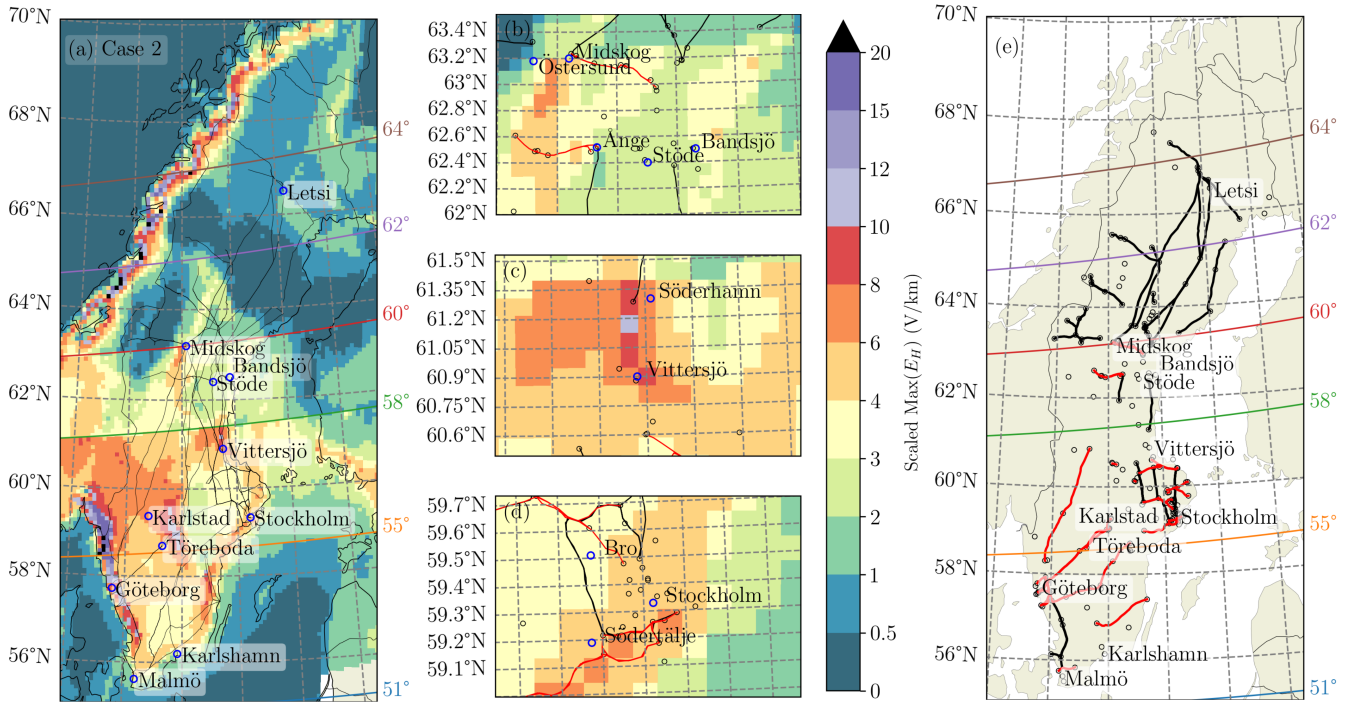 (a) Case 2
70°N
68°N
66°N
64°N
62°N
60°N
58°N
56°N
64°
62°
60°
58°
55°
51°
Letsi
Midskog
Bandsjö
Stöde
Vittersjö
Karlstad
Stockholm
Töreboda
Göteborg
Karlshamn
Malmö
(b)
63.4°N
63.2°N
63°N
62.8°N
62.6°N
62.4°N
62.2°N
62°N
Midskog
Östersund
Ånge
Stöde
Bandsjö
(c)
61.5°N
61.35°N
61.2°N
61.05°N
60.9°N
60.75°N
60.6°N
Söderhamn
Vittersjö
(d)
59.7°N
59.6°N
59.5°N
59.4°N
59.3°N
59.2°N
59.1°N
Bro
Stockholm
Södertälje
20
15
12
10
8
6
4
3
2
1
0.5
0
Scaled Max(E_H) (V/km)
(e)
70°N
68°N
66°N
64°N
62°N
60°N
58°N
56°N
64°
62°
60°
58°
55°
51°
Letsi
Midskog
Bandsjö
Stöde
Vittersjö
Karlstad
Stockholm
Töreboda
Göteborg
Karlshamn
Malmö